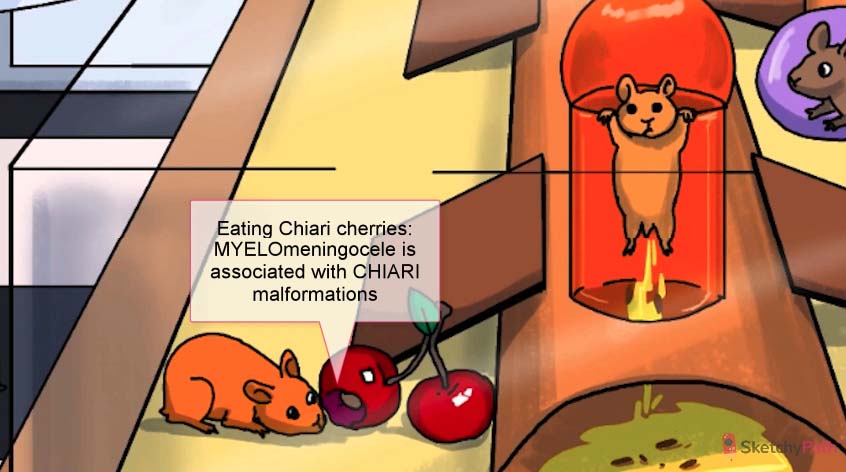 Eating Chiari cherries:
MYELOmeningocele is
associated with CHIARI
malformations
SketchyPath